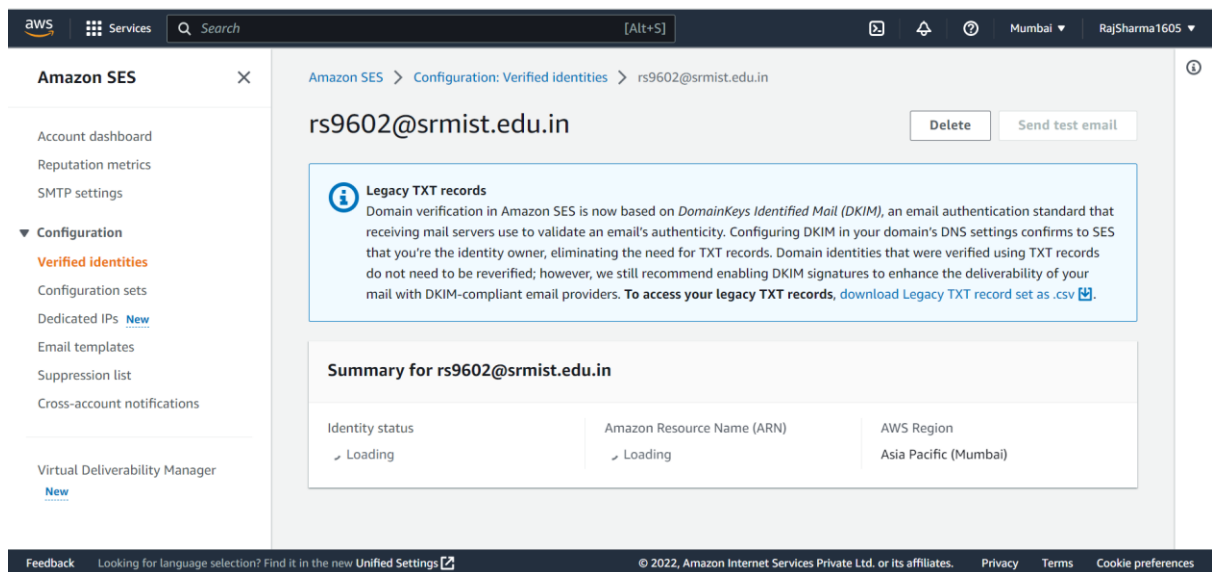 aws Services Search [Alt+S] Mumbai ▼ RajSharma1605 ▼
Amazon SES
Account dashboard
Reputation metrics
SMTP settings
▼ Configuration
Verified identities
Configuration sets
Dedicated IPs New
Email templates
Suppression list
Cross-account notifications
Virtual Deliverability Manager
New
Amazon SES > Configuration: Verified identities > rs9602@srmist.edu.in
rs9602@srmist.edu.in
Delete Send test email
Legacy TXT records
Domain verification in Amazon SES is now based on DomainKeys Identified Mail (DKIM), an email authentication standard that
receiving mail servers use to validate an email's authenticity. Configuring DKIM in your domain's DNS settings confirms to SES
that you're the identity owner, eliminating the need for TXT records. Domain identities that were verified using TXT records
do not need to be reverified; however, we still recommend enabling DKIM signatures to enhance the deliverability of your
mail with DKIM-compliant email providers. To access your legacy TXT records, download Legacy TXT record set as .csv.
Summary for rs9602@srmist.edu.in
Identity status Amazon Resource Name (ARN) AWS Region
Loading Loading Asia Pacific (Mumbai)
Feedback Looking for language selection? Find it in the new Unified Settings © 2022, Amazon Internet Services Private Ltd. or its affiliates. Privacy Terms Cookie preferences